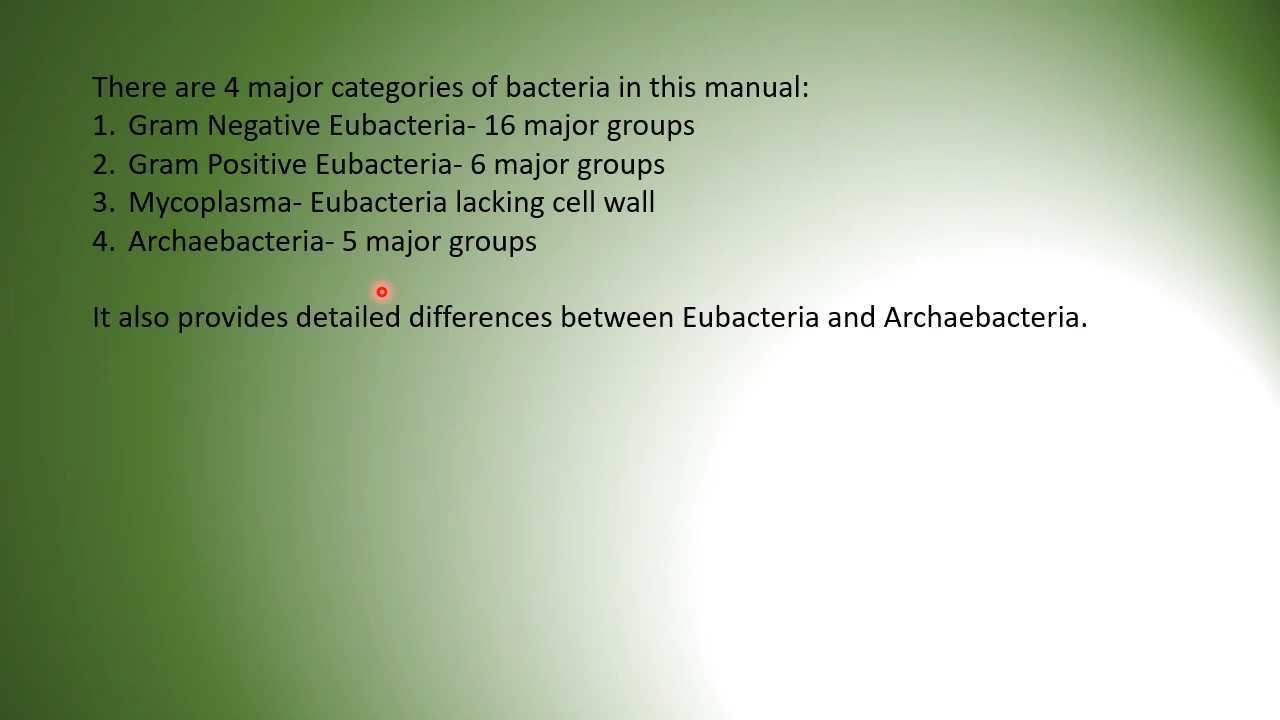 There are 4 major categories of bacteria in this manual:
1. Gram Negative Eubacteria- 16 major groups
2. Gram Positive Eubacteria- 6 major groups
3. Mycoplasma- Eubacteria lacking cell wall
4. Archaebacteria- 5 major groups
It also provides detailed differences between Eubacteria and Archaebacteria.